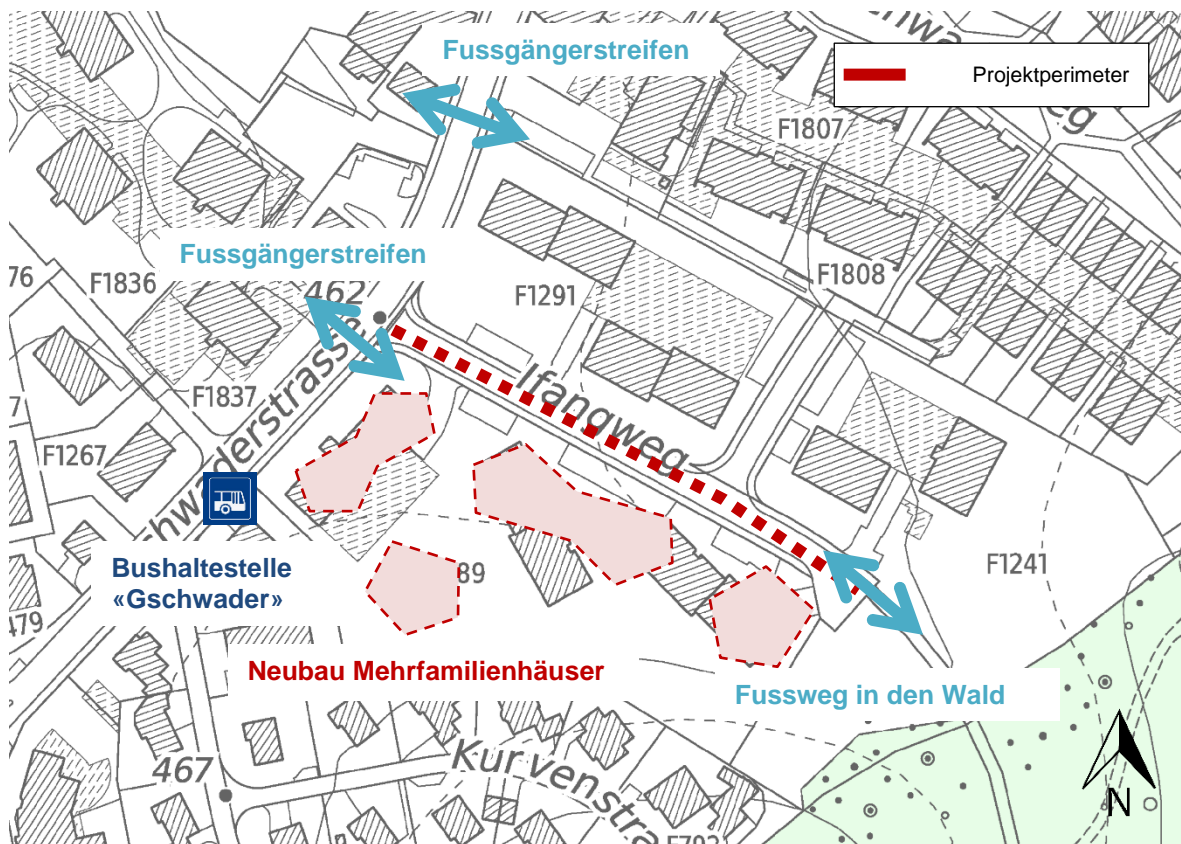 Fussgängerstreifen
Projektperimeter
F1807
Fussgängerstreifen
F1808
76
F1836
462
F1291
F1837
Ifangweg
F1267
Bushaltestelle
«Gschwader»
89
F1241
479
Neubau Mehrfamilienhäuser
Fussweg in den Wald
467
N